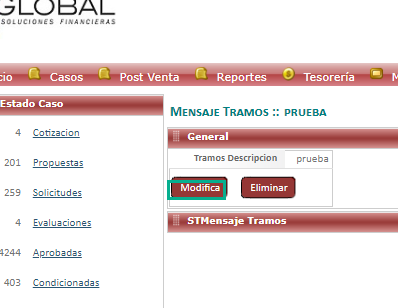 GLOBAL
SOLUCIONES FINANCIERAS
cio Casos Post Venta Reportes Tesorería M
Estado Caso
4 Cotizacion
201 Propuestas
259 Solicitudes
4 Evaluaciones
4244 Aprobadas
403 Condicionadas
MENSAJE TRAMOS :: PRUEBA
General
Tramos Descripcion prueba
Modifica Eliminar
STMensaje Tramos